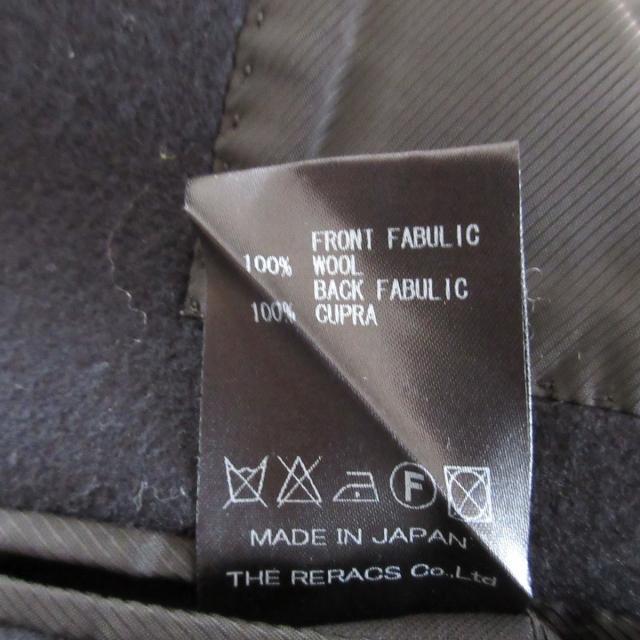 FRONT FABULIC
100% WOOL
BACK FABULIC
100% CUPRA
F
MADE IN JAPAN
THE RERACS Co.,Ltd